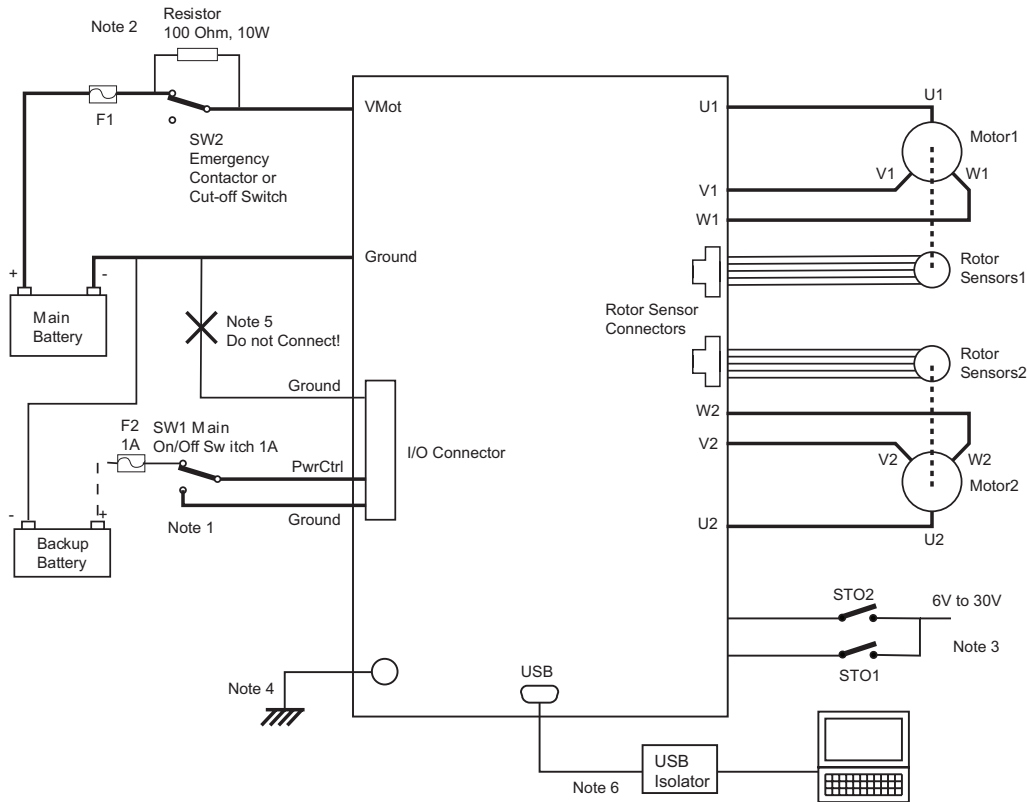 Resistor
100 Ohm, 10W
Note 2
F1
SW2
Emergency
Contactor or
Cut-off Switch
VMot
U1
U1
Motor1
V1
W1
V1
W1
+
-
Main
Battery
Ground
Rotor
Sensors1
Rotor Sensor
Connectors
Note 5
Do not Connect!
Rotor
Sensors2
Ground
F2
1A
SW1 Main
On/Off Switch 1A
PwrCtrl
I/O Connector
W2
V2
V2
W2
Motor2
-
+
Note 1
Ground
Backup
Battery
U2
U2
STO2
6V to 30V
Note 3
STO1
Note 4
USB
USB
Isolator
Note 6